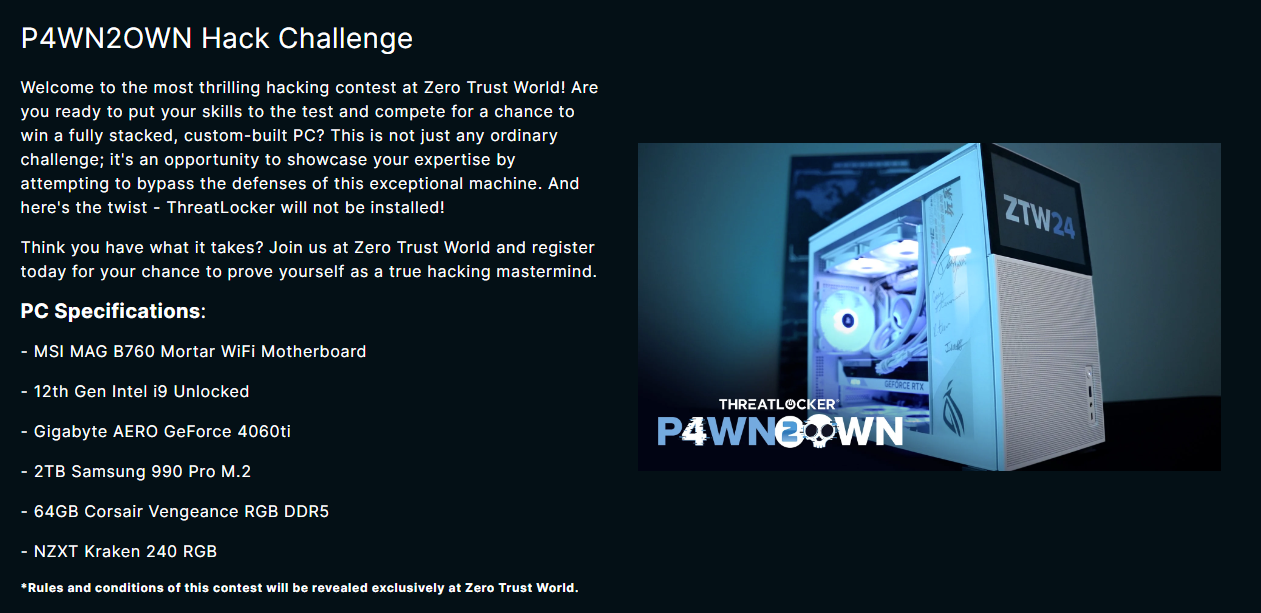 P4WN2OWN Hack Challenge
Welcome to the most thrilling hacking contest at Zero Trust World! Are
you ready to put your skills to the test and compete for a chance to
win a fully stacked, custom-built PC? This is not just any ordinary
challenge; it's an opportunity to showcase your expertise by
attempting to bypass the defenses of this exceptional machine. And
here's the twist - ThreatLocker will not be installed!
Think you have what it takes? Join us at Zero Trust World and register
today for your chance to prove yourself as a true hacking mastermind.
PC Specifications:
- MSI MAG B760 Mortar WiFi Motherboard
- 12th Gen Intel i9 Unlocked
- Gigabyte AERO GeForce 4060ti
- 2TB Samsung 990 Pro M.2
- 64GB Corsair Vengeance RGB DDR5
- NZXT Kraken 240 RGB
*Rules and conditions of this contest will be revealed exclusively at Zero Trust World.
ZTW24
GEFORCE RTX
THREATLOCKER
P4WN2OWN